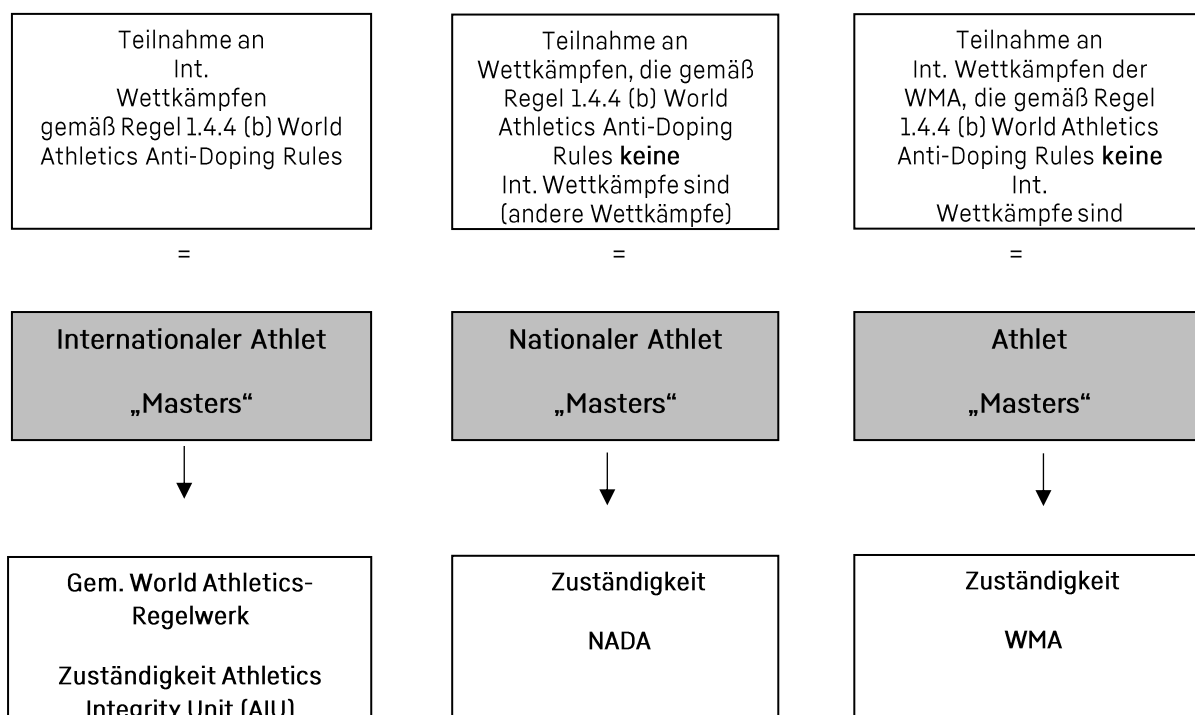 Teilnahme an
Int.
Wettkämpfen
gemäß Regel 1.4.4 (b) World
Athletics Anti-Doping Rules
Teilnahme an
Wettkämpfen, die gemäß
Regel 1.4.4 (b) World
Athletics Anti-Doping
Rules keine
Int. Wettkämpfe sind
(andere Wettkämpfe)
Teilnahme an
Int. Wettkämpfen der
WMA, die gemäß Regel
1.4.4 (b) World Athletics
Anti-Doping Rules keine
Int.
Wettkämpfe sind
=
=
=
Internationaler Athlet
„Masters“
Nationaler Athlet
„Masters“
Athlet
„Masters“
Gem. World Athletics-
Regelwerk
Zuständigkeit Athletics
Integrity Unit (AIU)
Zuständigkeit
NADA
Zuständigkeit
WMA